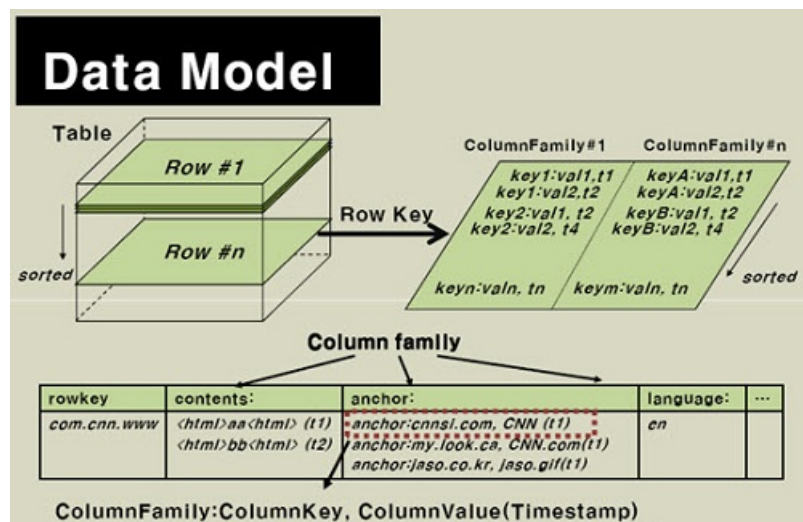 Data Model
Table
Row #1
Row #n
sorted
Row Key
ColumnFamily#1 ColumnFamily#n
key1:val1,t1 keyA:val1,t1
key1:val2,t2 keyA:val2,t2
key2:val1, t2 keyB:val1, t2
key2:val2, t4 keyB:val2, t4
keyn:valn, tn keym:valn, tn
sorted
Column family
rowkey contents: anchor: language: ...
com.cnn.www <html>aa<html> (t1) anchor:cnnsi.com, CNN (t1) en
<html>bb<html> (t2) anchor:my.look.ca, CNN.com(t1)
anchor:jaso.co.kr, jaso.gif(t1)
ColumnFamily:ColumnKey, ColumnValue(Timestamp)